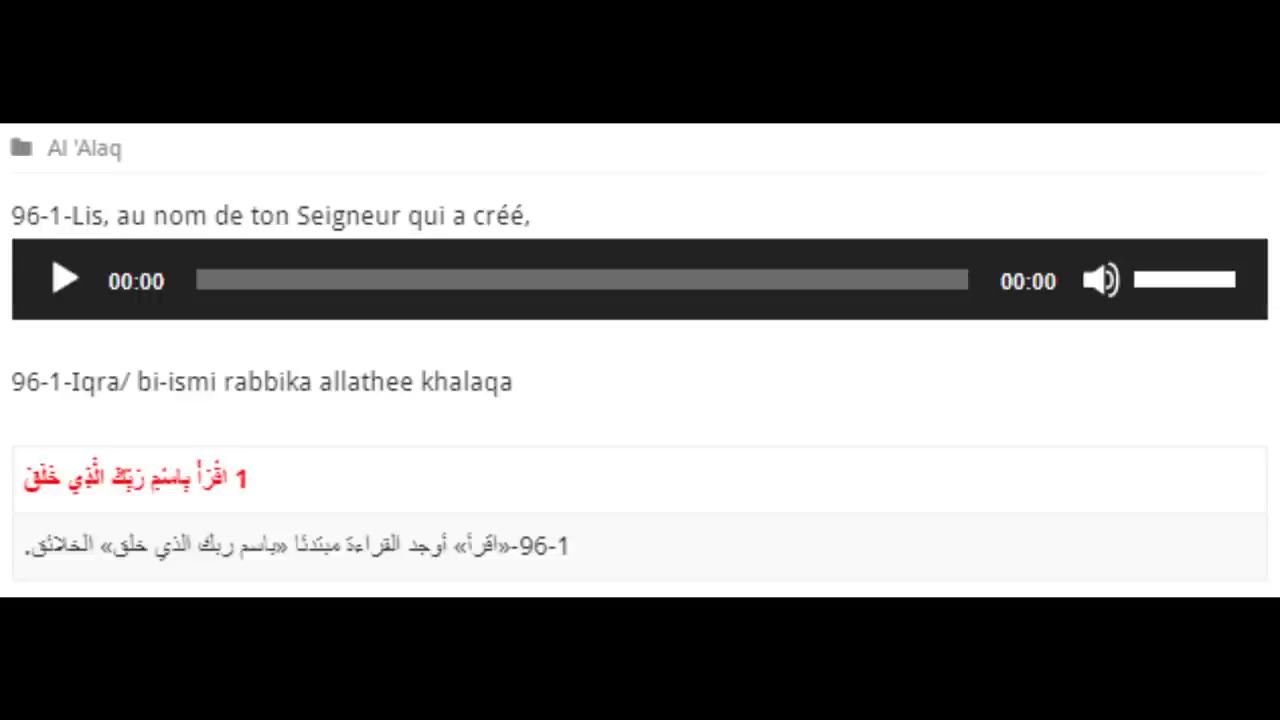 Al 'Alaq
96-1-Lis, au nom de ton Seigneur qui a créé,
00:00 00:00
96-1-Iqra/ bi-ismi rabbika allathee khalaqa
1 اقْرَأْ بِاسْمِ رَبِّكَ الَّذِي خَلَقَ
96-1-«اقرأ» أوجد القراءة مبتدئا «باسم ربك الذي خلق» الخلائق.